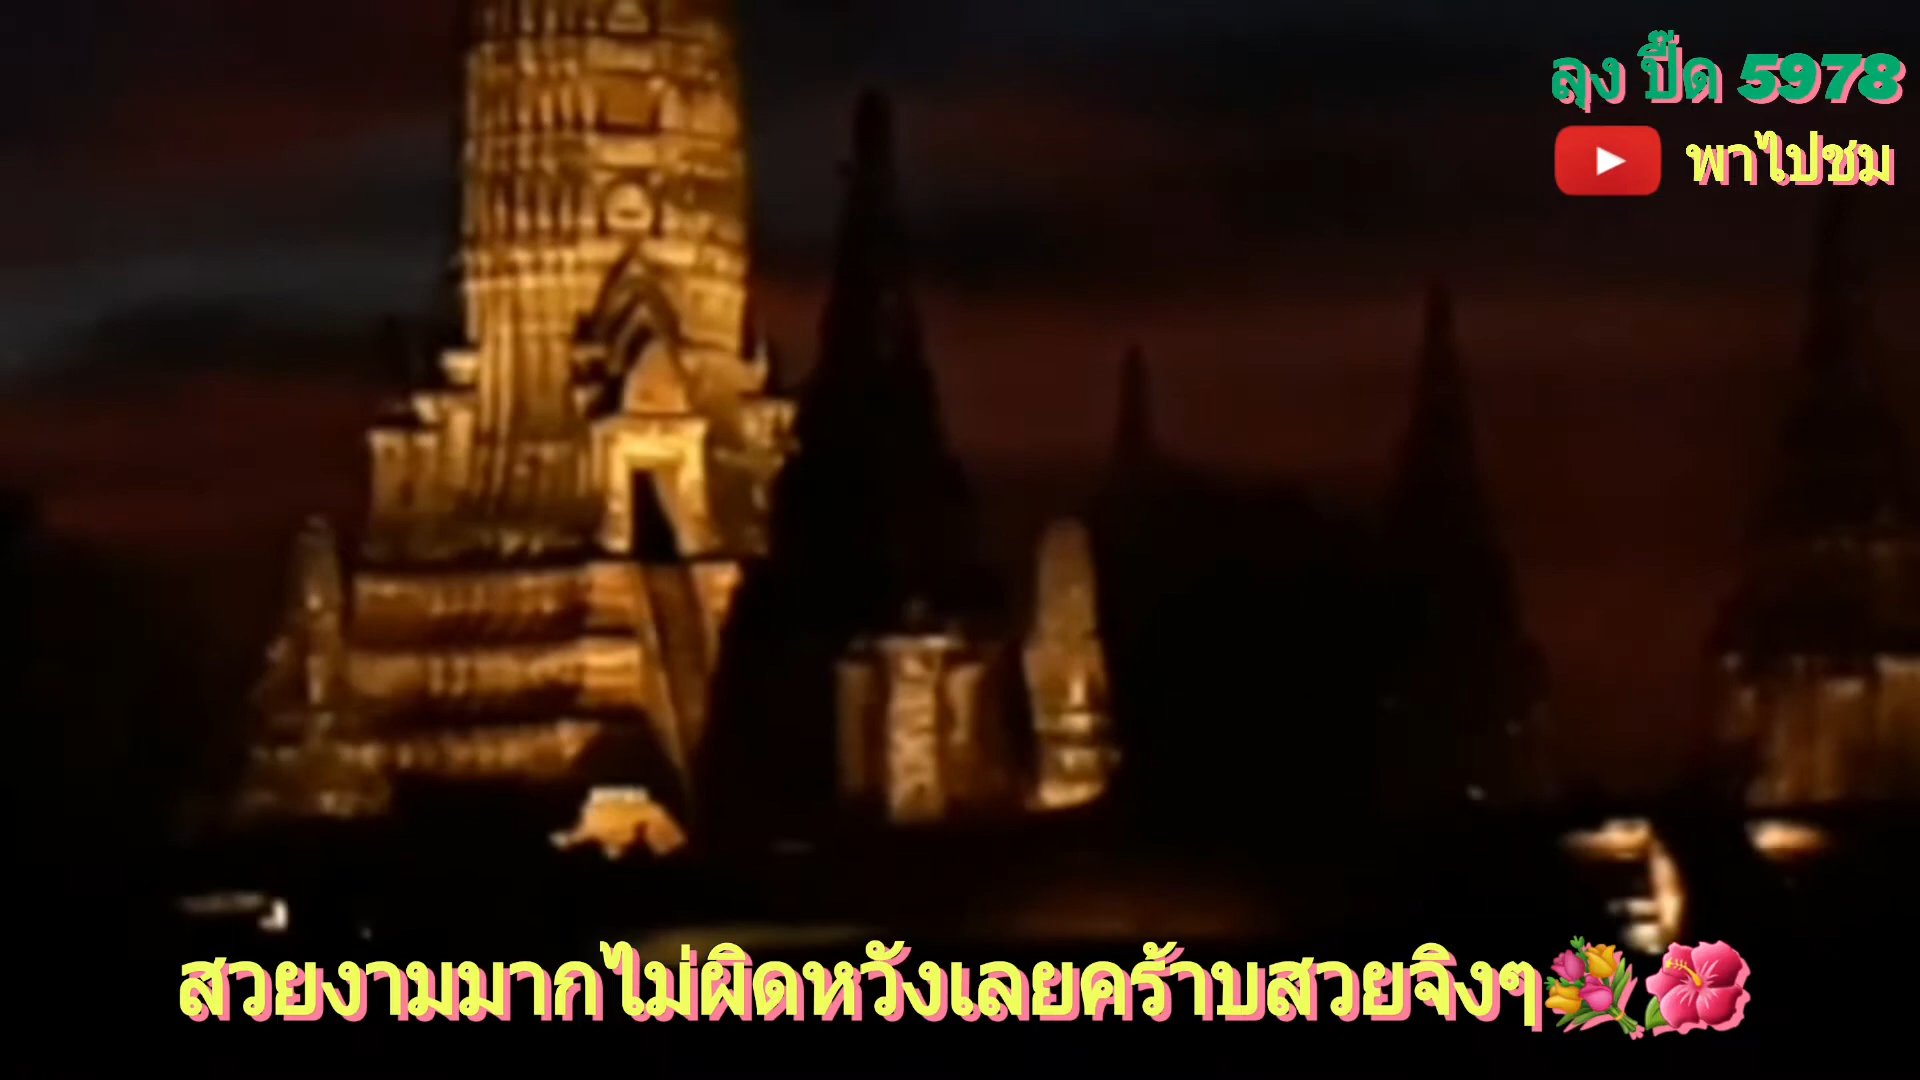 ลุง ปี๊ด 5978
พาไปชม
สวยงามมากไม่ผิดหวังเลยคร้าบสวยจิงๆ💐🌺